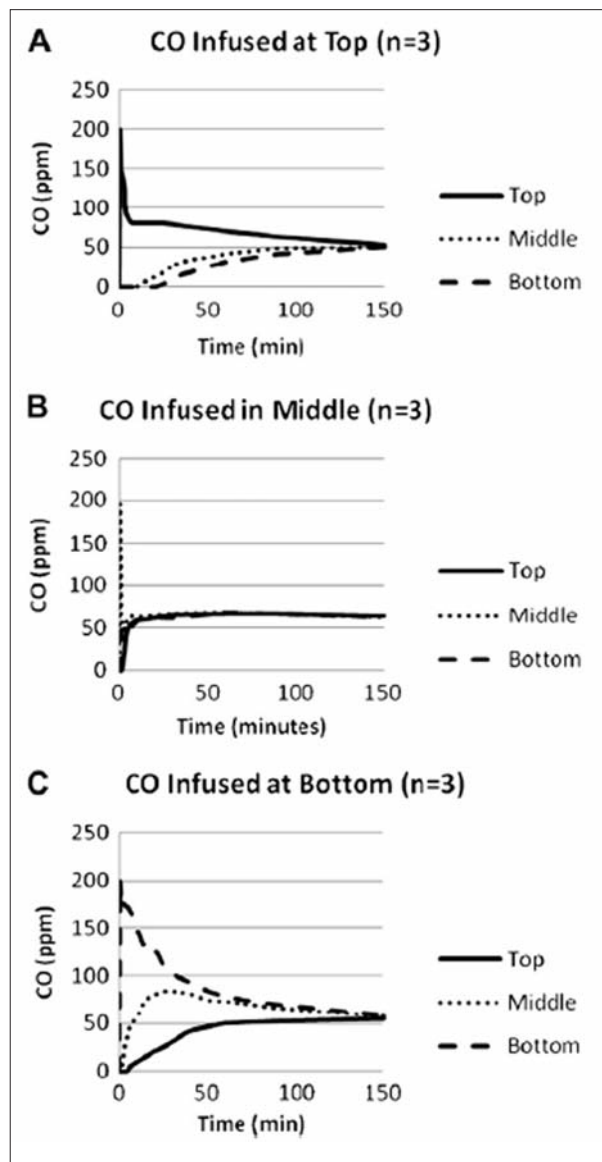 A CO Infused at Top (n=3)
250
200
150
100
50
0
CO (ppm)
0 50 100 150
Time (min)
Top
Middle
Bottom
B CO Infused in Middle (n=3)
250
200
150
100
50
0
CO (ppm)
0 50 100 150
Time (minutes)
Top
Middle
Bottom
C CO Infused at Bottom (n=3)
250
200
150
100
50
0
CO (ppm)
0 50 100 150
Time (min)
Top
Middle
Bottom